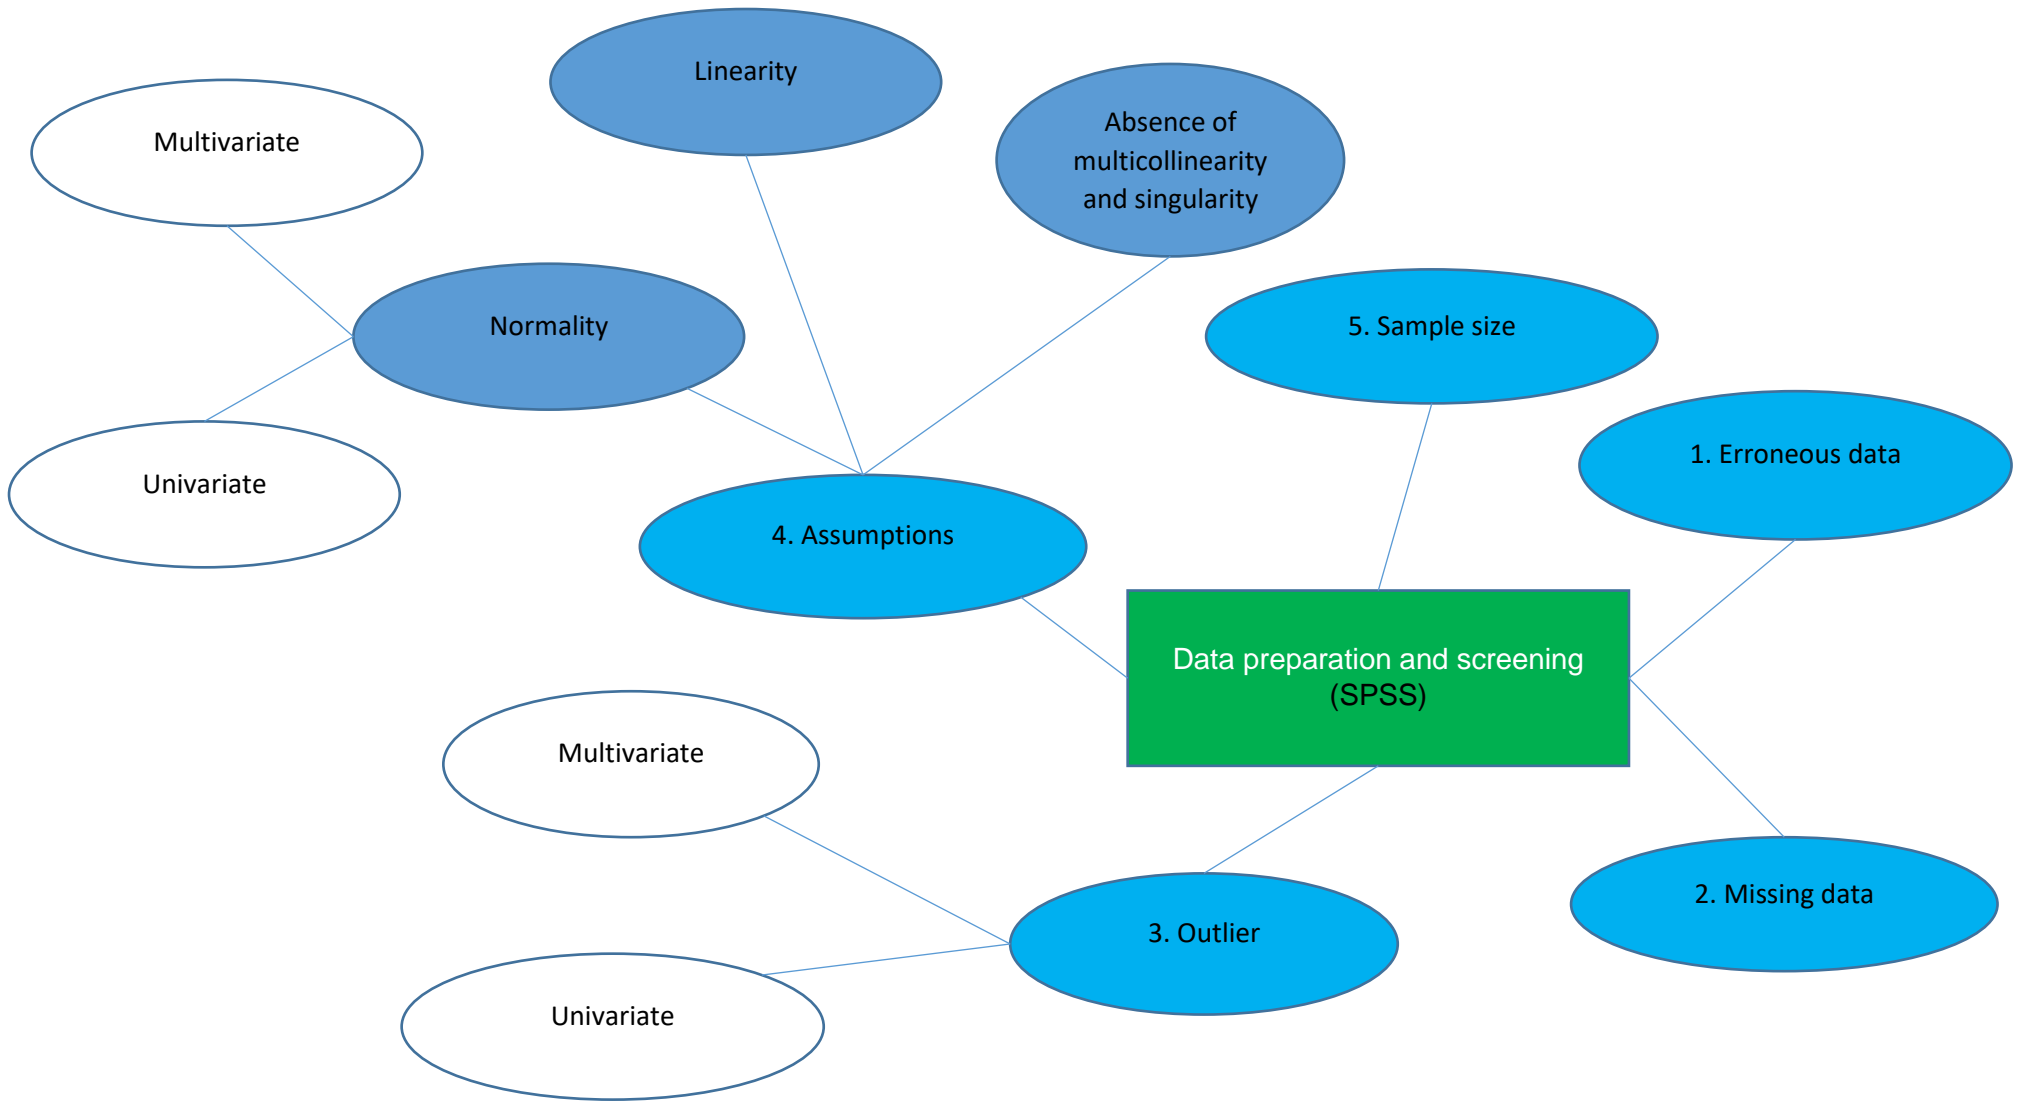 Linearity
Absence of
multicollinearity
and singularity
Multivariate
Normality
5. Sample size
1. Erroneous data
Univariate
4. Assumptions
Data preparation and screening
(SPSS)
Multivariate
2. Missing data
3. Outlier
Univariate